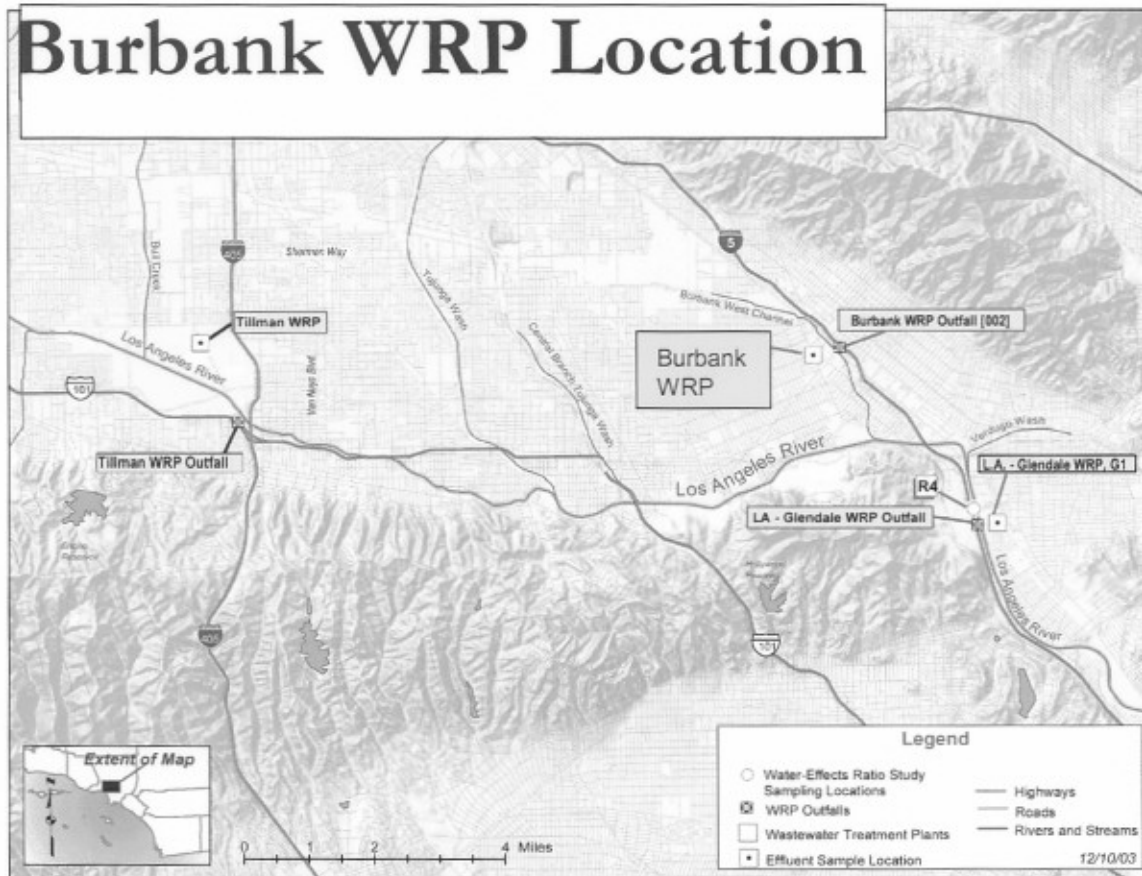 Burbank WRP Location
5
405
Bull Creek
Sherman Way
Tujunga Wash
Burbank West Channel
Tillman WRP
Burbank WRP Outfall [002]
Central Branch Tujunga Wash
Los Angeles River
Burbank
WRP
101
Van Nuys Blvd
Verdugo Wash
Tillman WRP Outfall
Los Angeles River
L.A. - Glendale WRP, G1
R4
LA - Glendale WRP Outfall
Reservoir
Los Angeles River
405
101
Extent of Map
0 2 4 Miles
Legend
Water-Effects Ratio Study
Sampling Locations
WRP Outfalls
Wastewater Treatment Plants
Effluent Sample Location
Highways
Roads
Rivers and Streams
12/10/03